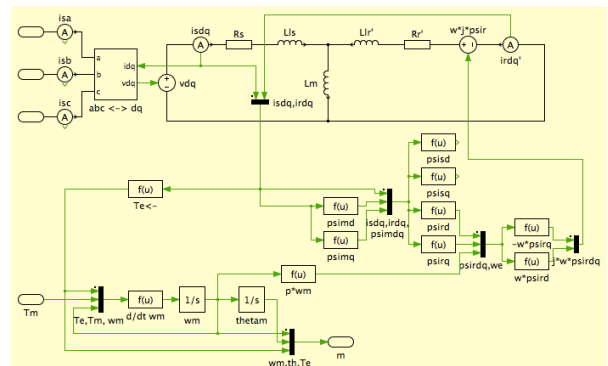 isa
isdq
Rs
Lls
Llr'
Rr'
w*j*psir
A
A
A
irdq'
a
isb
idq
A
b
vdq
vdq
Lm
isc
c
A
abc <-> dq
isdq,irdq
f(u)
psisd
f(u)
f(u)
psisq
Te<-
f(u)
isdq,irdq,
f(u)
psimd
psimdq
psird
f(u)
f(u)
f(u)
-w*psirq
psimq
psirq
psirdq,we
f(u)
j*w*psirdq
f(u)
w*psird
p*wm
Tm
f(u)
1/s
1/s
Te,Tm, wm
d/dt wm
wm
thetam
m
wm,th,Te